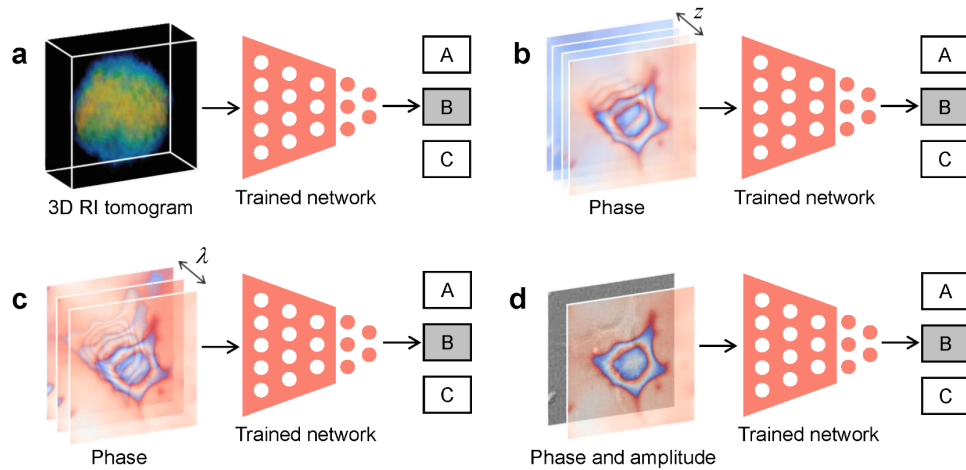 a
3D RI tomogram
Trained network
A
B
C
b
z
Phase
Trained network
A
B
C
c
λ
Phase
Trained network
A
B
C
d
Phase and amplitude
Trained network
A
B
C